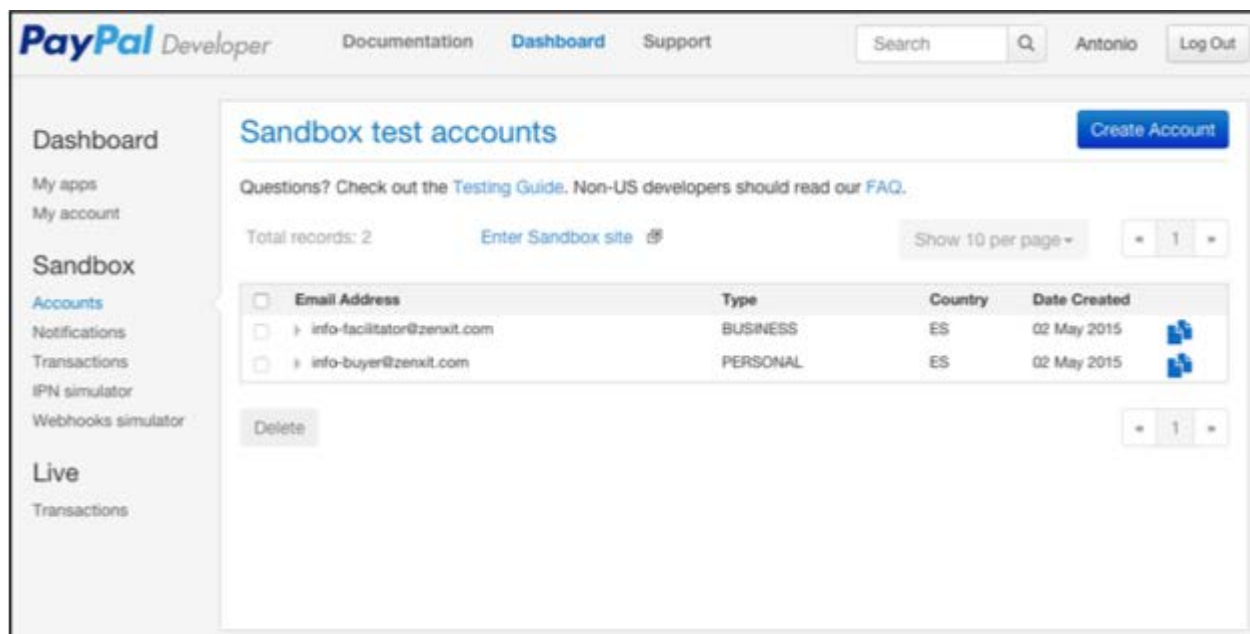 PayPal Developer Documentation Dashboard Support Search Antonio Log Out
Dashboard
My apps
My account
Sandbox
Accounts
Notifications
Transactions
IPN simulator
Webhooks simulator
Live
Transactions
Sandbox test accounts Create Account
Questions? Check out the Testing Guide. Non-US developers should read our FAQ.
Total records: 2 Enter Sandbox site Show 10 per page « 1 »
Email Address Type Country Date Created
info-facilitator@zenxit.com BUSINESS ES 02 May 2015
info-buyer@zenxit.com PERSONAL ES 02 May 2015
Delete « 1 »